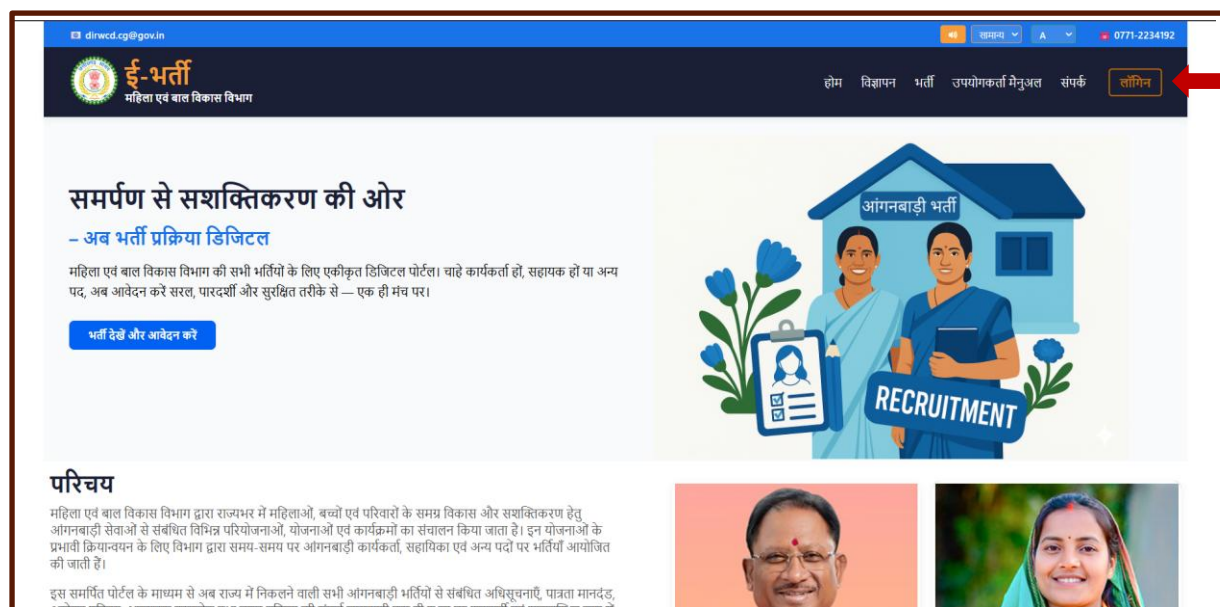 dirwcd.cg@gov.in
सामान्य
A
0771-2234192
ई-भर्ती
महिला एवं बाल विकास विभाग
होम विज्ञापन भर्ती उपयोगकर्ता मैनुअल संपर्क लॉगिन
समर्पण से सशक्तिकरण की ओर
– अब भर्ती प्रक्रिया डिजिटल
महिला एवं बाल विकास विभाग की सभी भर्तियों के लिए एकीकृत डिजिटल पोर्टल। चाहे कार्यकर्ता हों, सहायक हों या अन्य
पद, अब आवेदन करें सरल, पारदर्शी और सुरक्षित तरीके से — एक ही मंच पर।
भर्ती देखें और आवेदन करें
आंगनबाड़ी भर्ती
RECRUITMENT
परिचय
महिला एवं बाल विकास विभाग द्वारा राज्यभर में महिलाओं, बच्चों एवं परिवारों के समग्र विकास और सशक्तिकरण हेतु
आंगनबाड़ी सेवाओं से संबंधित विभिन्न परियोजनाओं, योजनाओं एवं कार्यक्रमों का संचालन किया जाता है। इन योजनाओं के
प्रभावी क्रियान्वयन के लिए विभाग द्वारा समय-समय पर आंगनबाड़ी कार्यकर्ता, सहायिका एवं अन्य पदों पर भर्तियाँ आयोजित
की जाती हैं।
इस समर्पित पोर्टल के माध्यम से अब राज्य में निकलने वाली सभी आंगनबाड़ी भर्तियों से संबंधित अधिसूचनाएँ, पात्रता मानदंड,